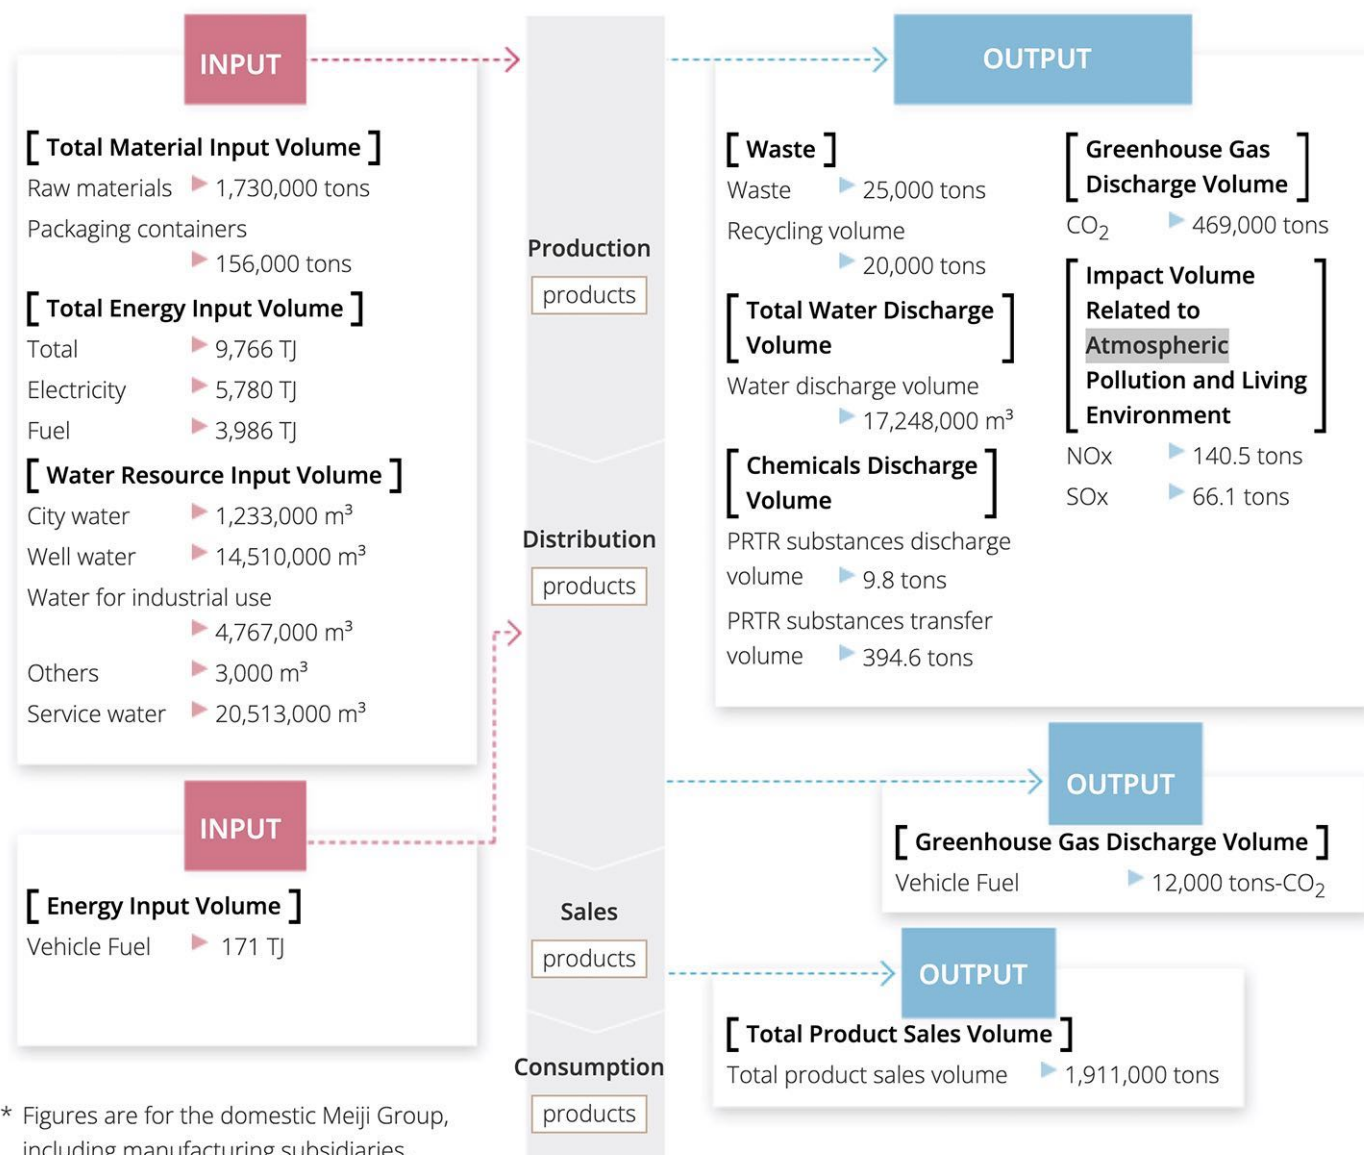 INPUT
[ Total Material Input Volume ]
Raw materials ▶ 1,730,000 tons
Packaging containers
▶ 156,000 tons
[ Total Energy Input Volume ]
Total ▶ 9,766 TJ
Electricity ▶ 5,780 TJ
Fuel ▶ 3,986 TJ
[ Water Resource Input Volume ]
City water ▶ 1,233,000 m³
Well water ▶ 14,510,000 m³
Water for industrial use
▶ 4,767,000 m³
Others ▶ 3,000 m³
Service water ▶ 20,513,000 m³
INPUT
[ Energy Input Volume ]
Vehicle Fuel ▶ 171 TJ
* Figures are for the domestic Meiji Group,
including manufacturing subsidiaries
Production
products
Distribution
products
Sales
products
Consumption
products
OUTPUT
[ Waste ]
Waste ▶ 25,000 tons
Recycling volume
▶ 20,000 tons
[ Total Water Discharge
Volume ]
Water discharge volume
▶ 17,248,000 m³
[ Chemicals Discharge
Volume ]
PRTR substances discharge
volume ▶ 9.8 tons
PRTR substances transfer
volume ▶ 394.6 tons
[ Greenhouse Gas
Discharge Volume ]
CO₂ ▶ 469,000 tons
[ Impact Volume
Related to
Atmospheric
Pollution and Living
Environment ]
NOx ▶ 140.5 tons
SOx ▶ 66.1 tons
OUTPUT
[ Greenhouse Gas Discharge Volume ]
Vehicle Fuel ▶ 12,000 tons-CO₂
OUTPUT
[ Total Product Sales Volume ]
Total product sales volume ▶ 1,911,000 tons